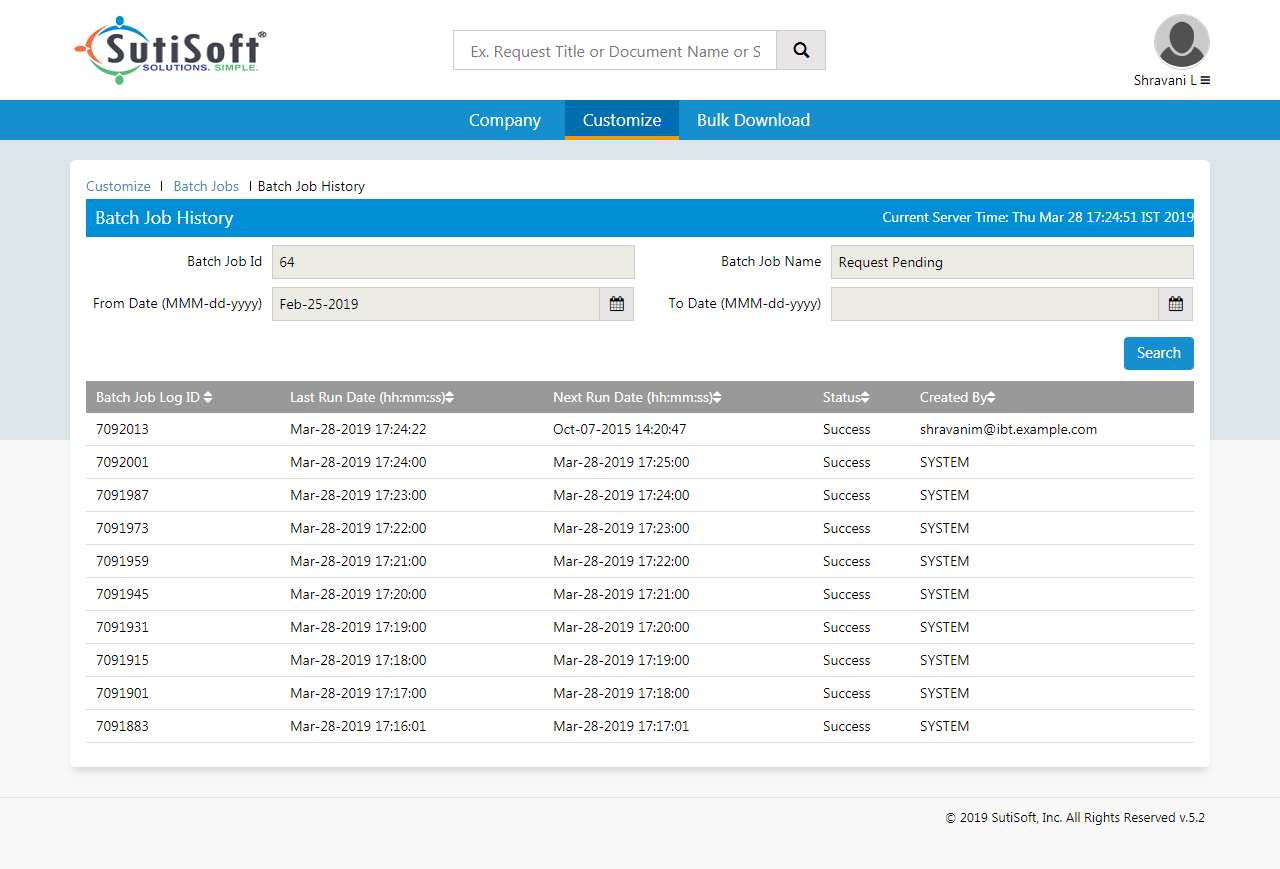 SutiSoft®
SOLUTIONS. SIMPLE.
Ex. Request Title or Document Name or S
Shravani L
Company Customize Bulk Download
Customize | Batch Jobs | Batch Job History
Batch Job History Current Server Time: Thu Mar 28 17:24:51 IST 2019
Batch Job Id 64 Batch Job Name Request Pending
From Date (MMM-dd-yyyy) Feb-25-2019 To Date (MMM-dd-yyyy)
Search
Batch Job Log ID Last Run Date (hh:mm:ss) Next Run Date (hh:mm:ss) Status Created By
7092013 Mar-28-2019 17:24:22 Oct-07-2015 14:20:47 Success shravanim@ibt.example.com
7092001 Mar-28-2019 17:24:00 Mar-28-2019 17:25:00 Success SYSTEM
7091987 Mar-28-2019 17:23:00 Mar-28-2019 17:24:00 Success SYSTEM
7091973 Mar-28-2019 17:22:00 Mar-28-2019 17:23:00 Success SYSTEM
7091959 Mar-28-2019 17:21:00 Mar-28-2019 17:22:00 Success SYSTEM
7091945 Mar-28-2019 17:20:00 Mar-28-2019 17:21:00 Success SYSTEM
7091931 Mar-28-2019 17:19:00 Mar-28-2019 17:20:00 Success SYSTEM
7091915 Mar-28-2019 17:18:00 Mar-28-2019 17:19:00 Success SYSTEM
7091901 Mar-28-2019 17:17:00 Mar-28-2019 17:18:00 Success SYSTEM
7091883 Mar-28-2019 17:16:01 Mar-28-2019 17:17:01 Success SYSTEM
© 2019 SutiSoft, Inc. All Rights Reserved v.5.2